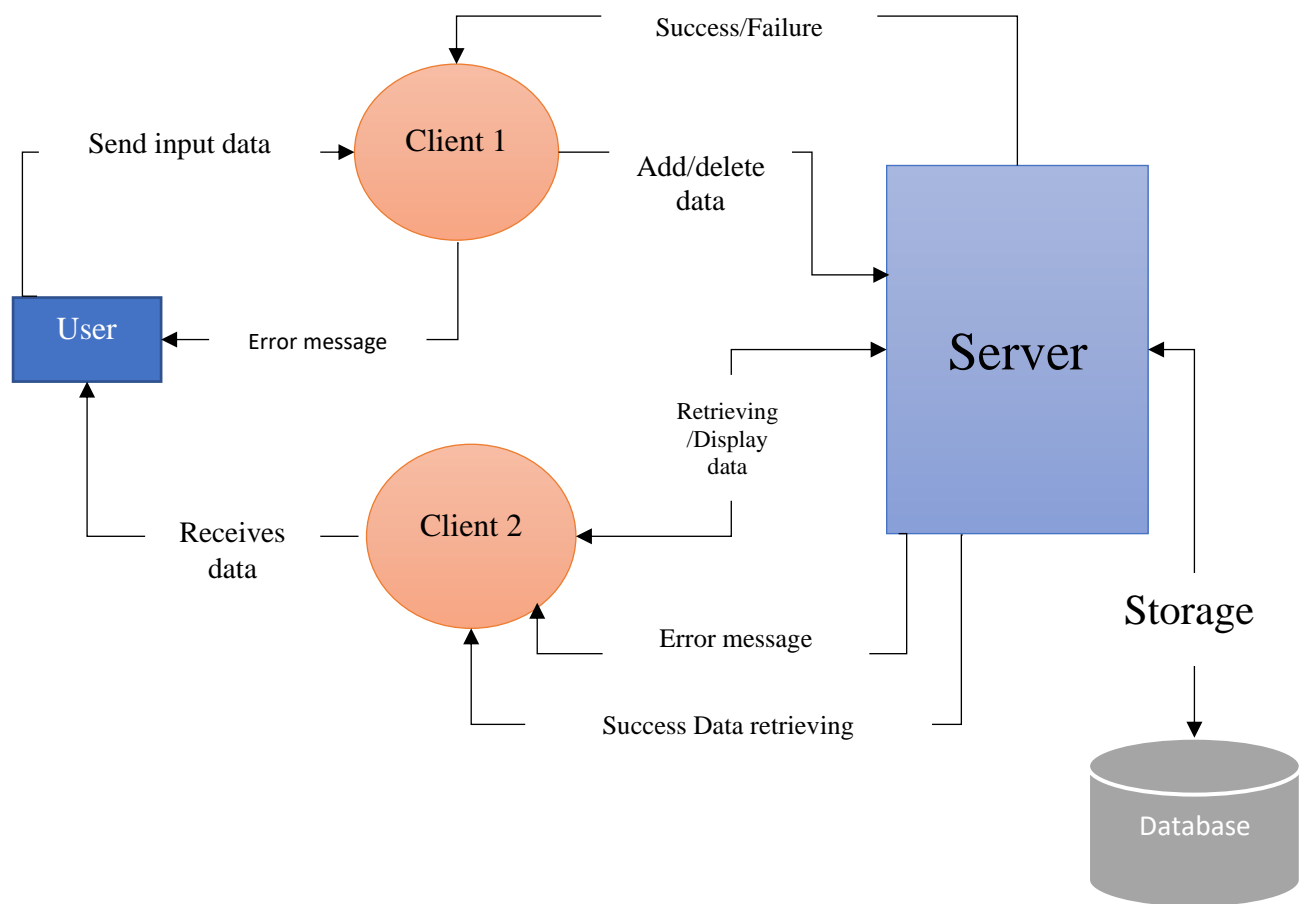 Success/Failure
Send input data
Client 1
Add/delete
data
User
Error message
Server
Retrieving
/Display
data
Receives
data
Client 2
Storage
Error message
Success Data retrieving
Database